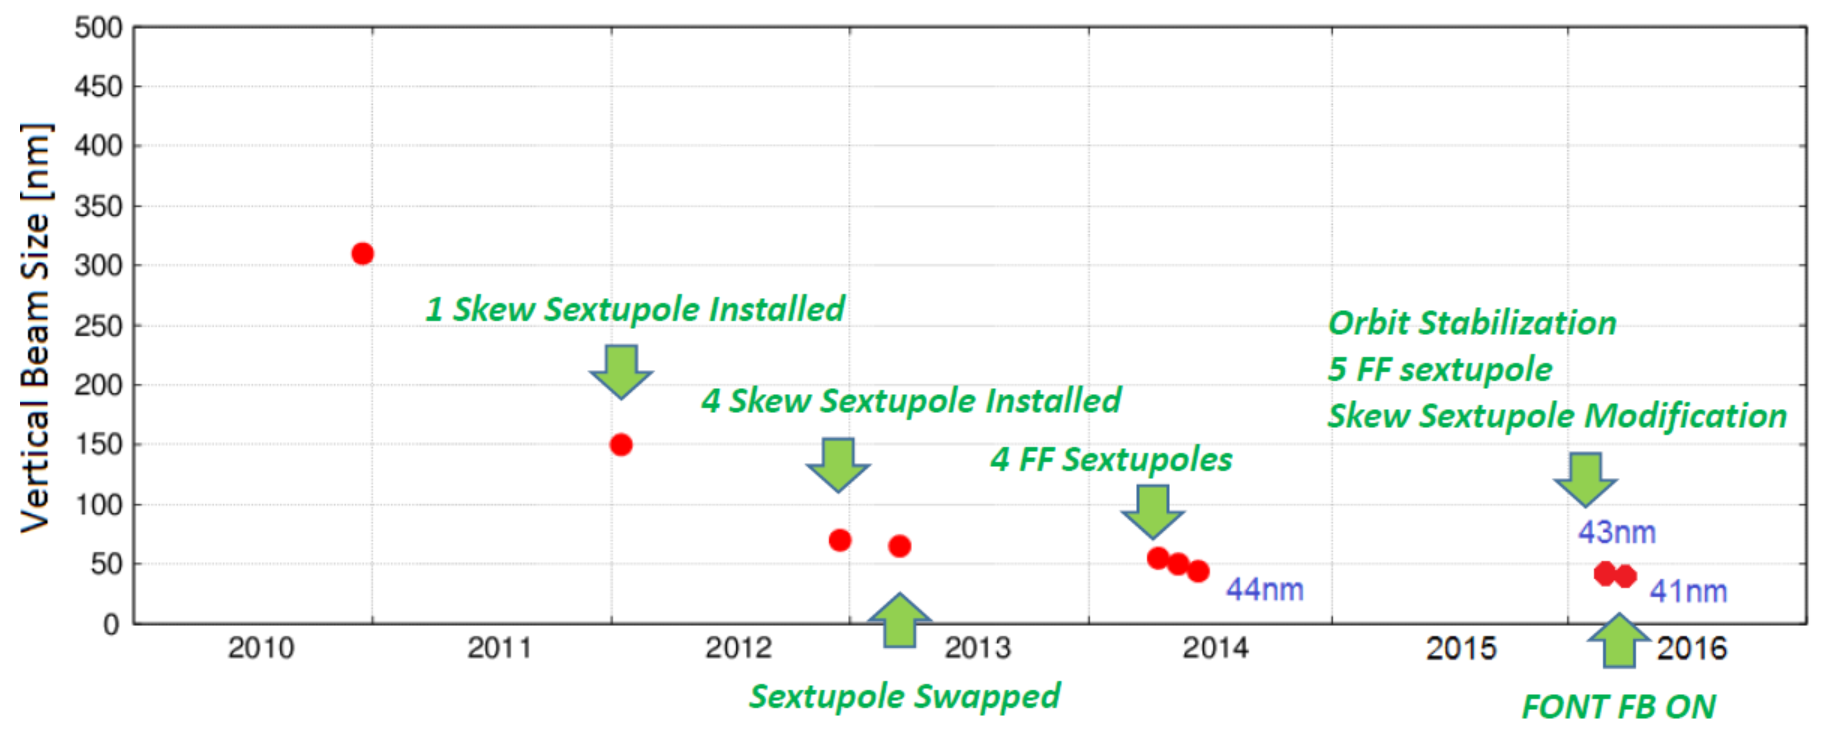 500
450
400
350
300
250
200
150
100
50
0
Vertical Beam Size [nm]
1 Skew Sextupole Installed
4 Skew Sextupole Installed
4 FF Sextupoles
Orbit Stabilization
5 FF sextupole
Skew Sextupole Modification
43nm
44nm
41nm
2010 2011 2012 2013 2014 2015 2016
Sextupole Swapped
FONT FB ON